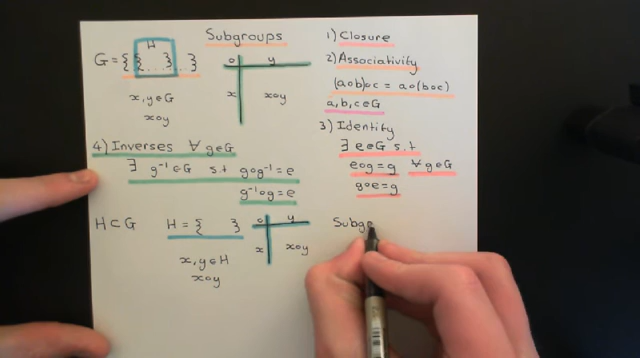 Subgroups
H
G = { {     } }
x, y ∈ G
x∘y
∘ y
x x∘y
1) Closure
2) Associativity
(a∘b)∘c = a∘(b∘c)
a, b, c ∈ G
3) Identity
∃ e∈G s.t
e∘g = g ∀ g∈G
g∘e = g
4) Inverses ∀ g∈G
∃ g⁻¹∈G s.t g∘g⁻¹ = e
g⁻¹∘g = e
H ⊂ G H = {     }
x, y ∈ H
x∘y
∘ y
x x∘y
Subg